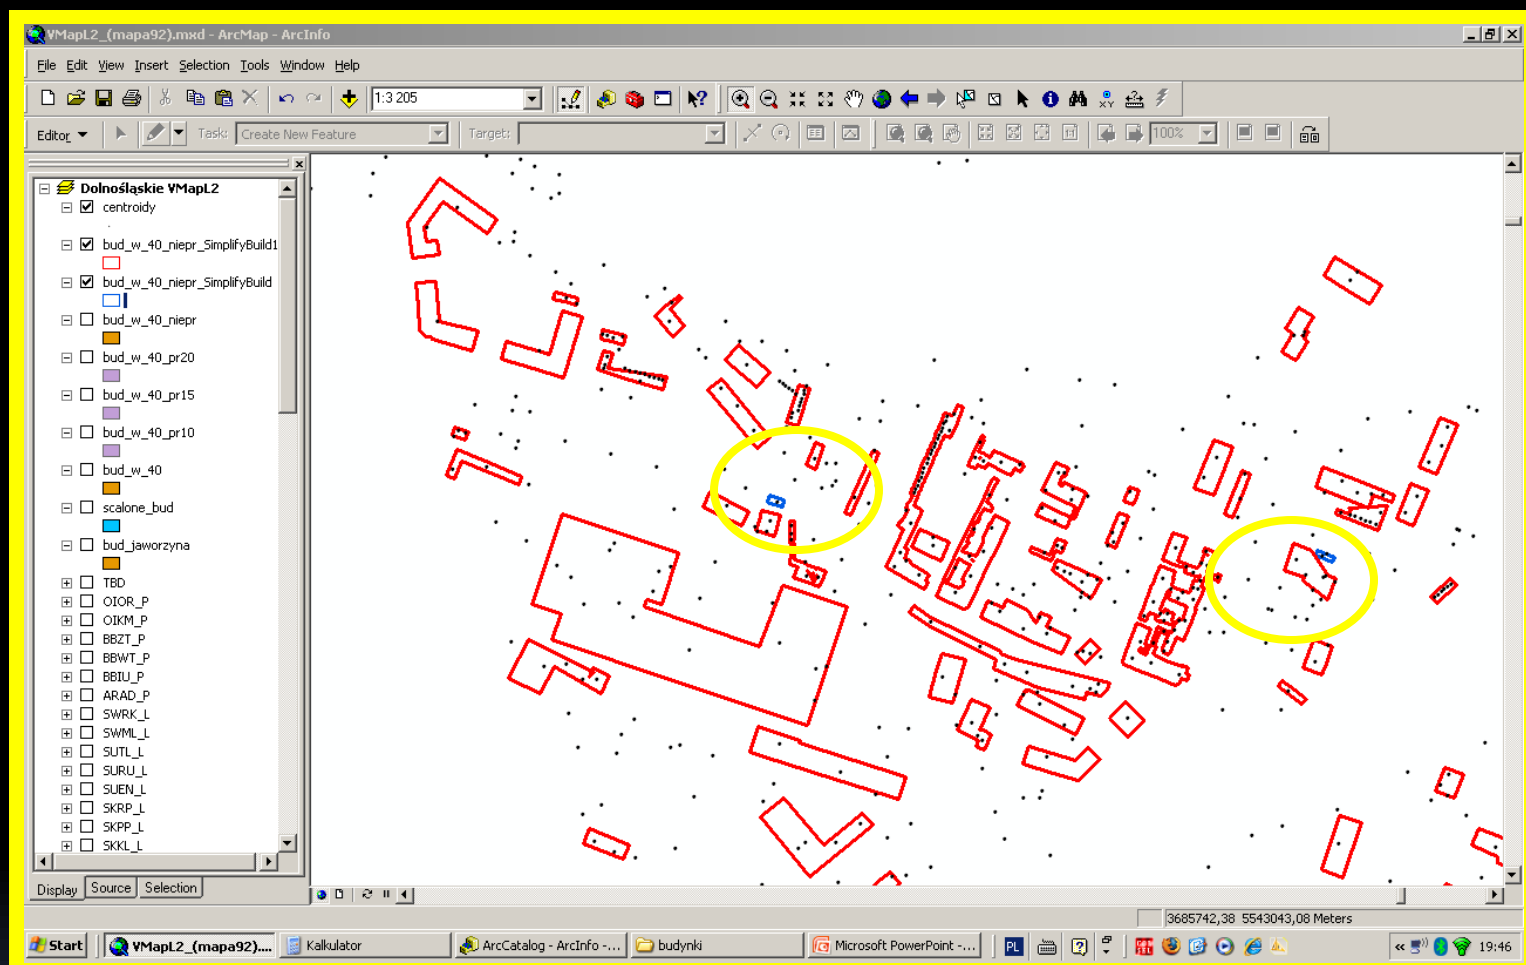 VMapL2_(mapa92).mxd - ArcMap - ArcInfo
File Edit View Insert Selection Tools Window Help
1:3 205
Editor Task: Create New Feature Target: 100%
Dolnośląskie VMapL2
centroidy
bud_w_40_niepr_SimplifyBuild1
bud_w_40_niepr_SimplifyBuild
bud_w_40_niepr
bud_w_40_pr20
bud_w_40_pr15
bud_w_40_pr10
bud_w_40
scalone_bud
bud_jaworzyna
TBD
OIOR_P
OIKM_P
BBZT_P
BBWT_P
BBIU_P
ARAD_P
SWRK_L
SWML_L
SUTL_L
SURU_L
SUEN_L
SKRP_L
SKPP_L
SKKL_L
Display Source Selection
3685742,38 5543043,08 Meters
Start VMapL2_(mapa92).... Kalkulator ArcCatalog - ArcInfo -... budynki Microsoft PowerPoint -... PL 19:46